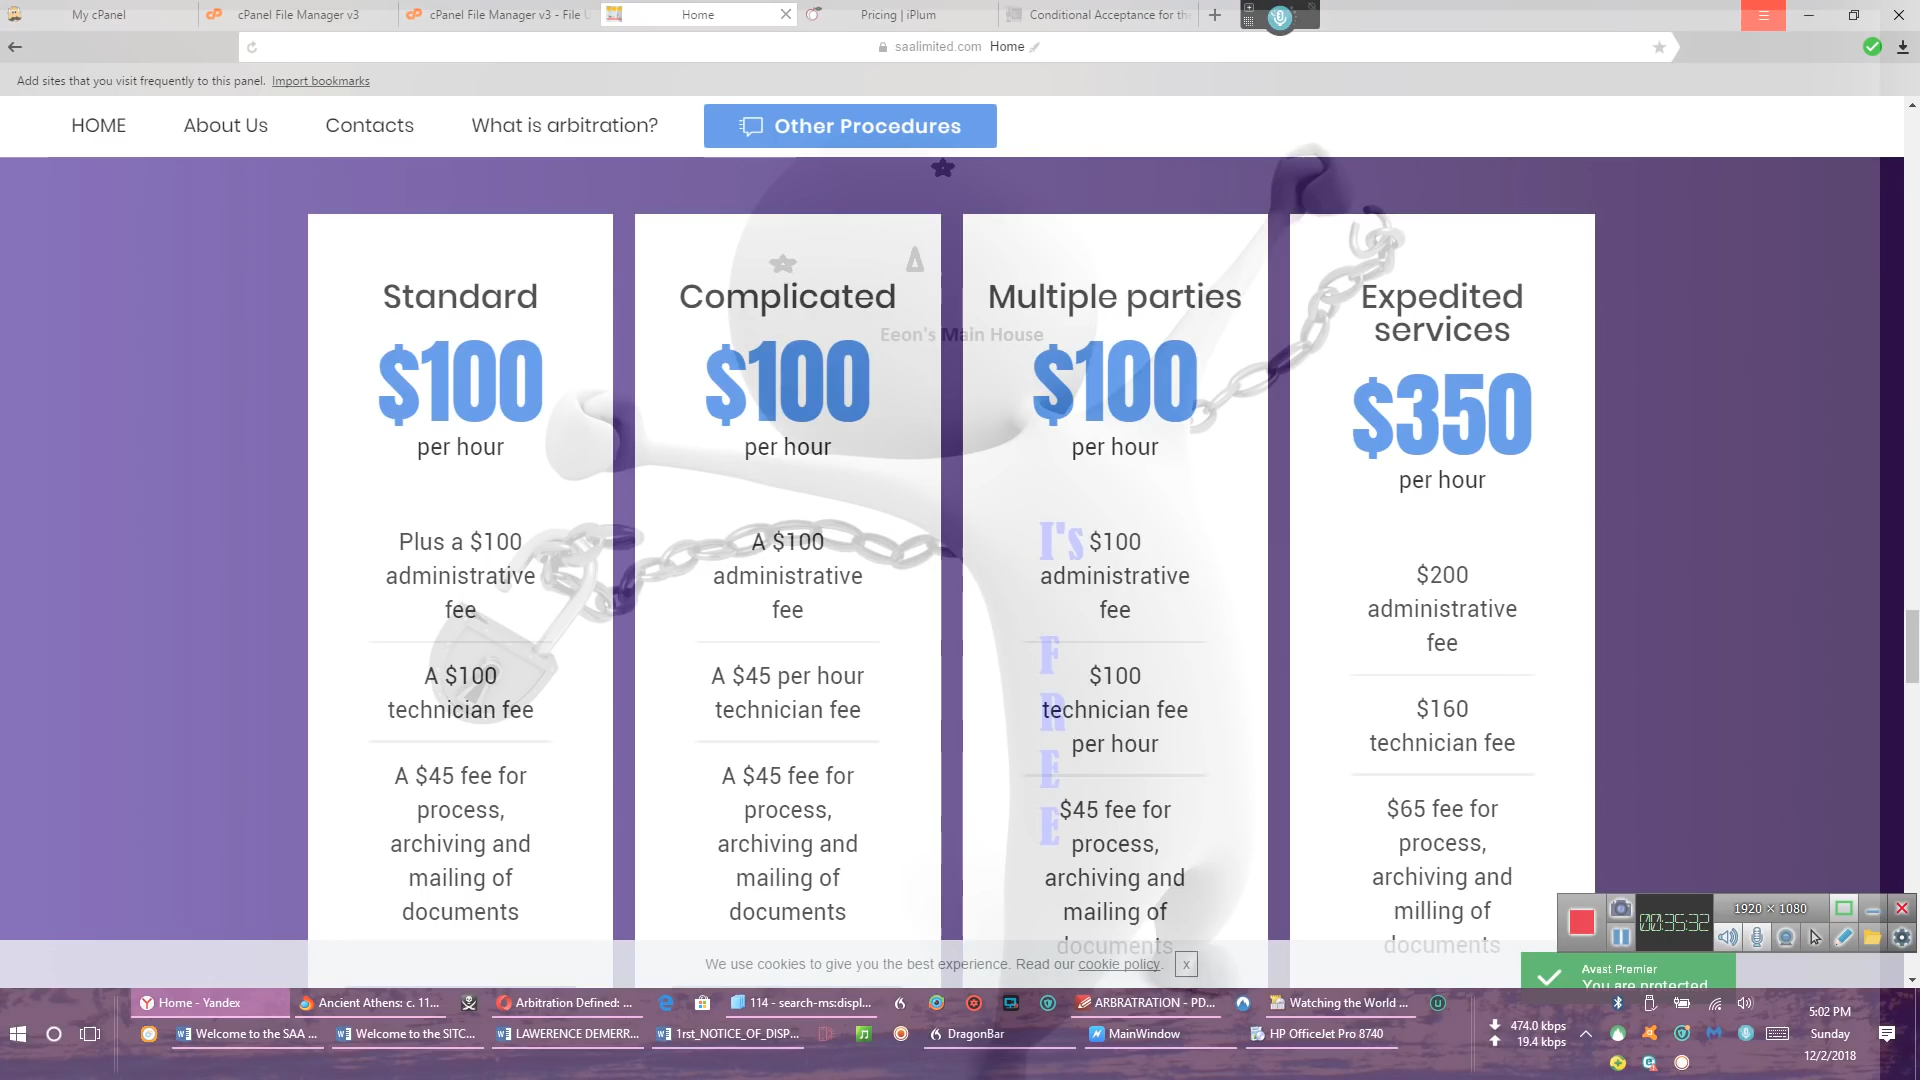 My cPanel
cPanel File Manager v3
cPanel File Manager v3 - File
Home
Pricing | iPlum
Conditional Acceptance for the
saalimited.com Home
Add sites that you visit frequently to this panel. Import bookmarks
HOME
About Us
Contacts
What is arbitration?
Other Procedures
Eeon's Main House
Standard
$100
per hour
Plus a $100
administrative
fee
A $100
technician fee
A $45 fee for
process,
archiving and
mailing of
documents
Complicated
$100
per hour
A $100
administrative
fee
A $45 per hour
technician fee
A $45 fee for
process,
archiving and
mailing of
documents
Multiple parties
$100
per hour
$100
administrative
fee
$100
technician fee
per hour
$45 fee for
process,
archiving and
mailing of
documents
I's
F
R
E
E
Expedited
services
$350
per hour
$200
administrative
fee
$160
technician fee
$65 fee for
process,
archiving and
milling of
documents
00:35:32
1920 × 1080
We use cookies to give you the best experience. Read our cookie policy.
x
Avast Premier
You are protected
Home - Yandex
Ancient Athens: c. 11...
Arbitration Defined: ...
114 - search-ms:displ...
ARBRATRATION - PD...
Watching the World ...
Welcome to the SAA ...
Welcome to the SITC...
LAWERENCE DEMERR...
1rst_NOTICE_OF_DISP...
DragonBar
MainWindow
HP OfficeJet Pro 8740
474.0 kbps
19.4 kbps
5:02 PM
Sunday
12/2/2018